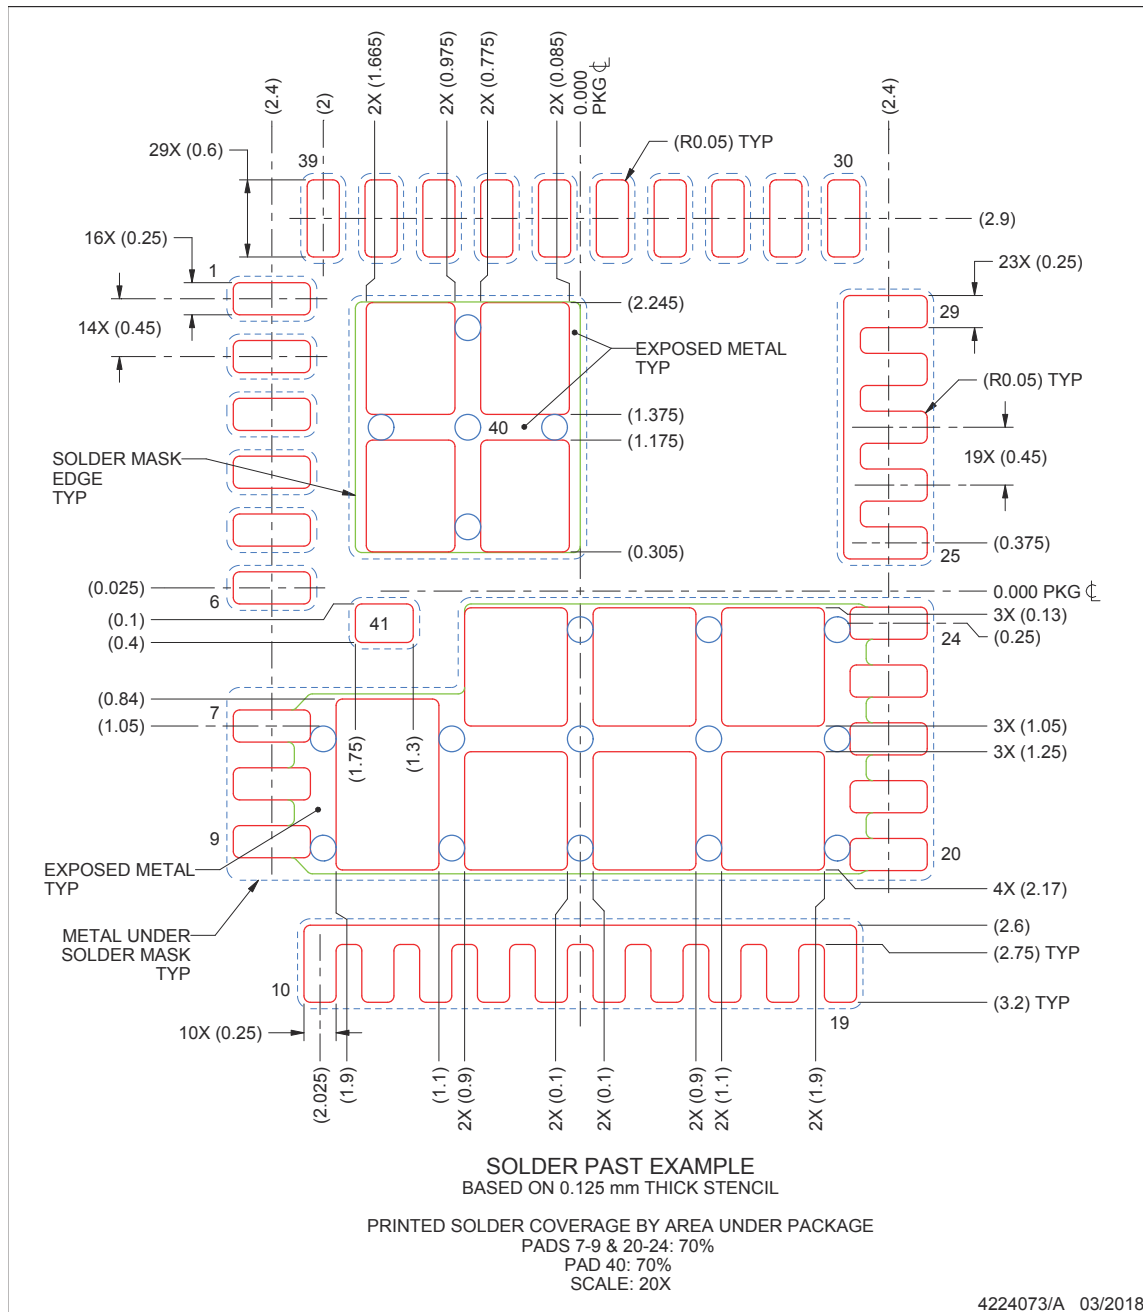 (2.4)
(2)
2X (1.665)
2X (0.975)
2X (0.775)
2X (0.085)
0.000
PKG ℄
(2.4)
29X (0.6)
39
(R0.05) TYP
30
(2.9)
16X (0.25)
1
23X (0.25)
14X (0.45)
(2.245)
29
EXPOSED METAL
TYP
(R0.05) TYP
(1.375)
40
(1.175)
SOLDER MASK
EDGE
TYP
19X (0.45)
(0.375)
(0.305)
25
(0.025)
6
0.000 PKG ℄
(0.1)
41
3X (0.13)
(0.4)
24
(0.25)
(0.84)
7
(1.05)
(1.75)
(1.3)
3X (1.05)
3X (1.25)
9
20
EXPOSED METAL
TYP
4X (2.17)
METAL UNDER
SOLDER MASK
TYP
(2.6)
(2.75) TYP
10
(3.2) TYP
19
10X (0.25)
(2.025)
(1.9)
(1.1)
2X (0.9)
2X (0.1)
2X (0.1)
2X (0.9)
2X (1.1)
2X (1.9)
SOLDER PAST EXAMPLE
BASED ON 0.125 mm THICK STENCIL
PRINTED SOLDER COVERAGE BY AREA UNDER PACKAGE
PADS 7-9 & 20-24: 70%
PAD 40: 70%
SCALE: 20X
4224073/A 03/2018